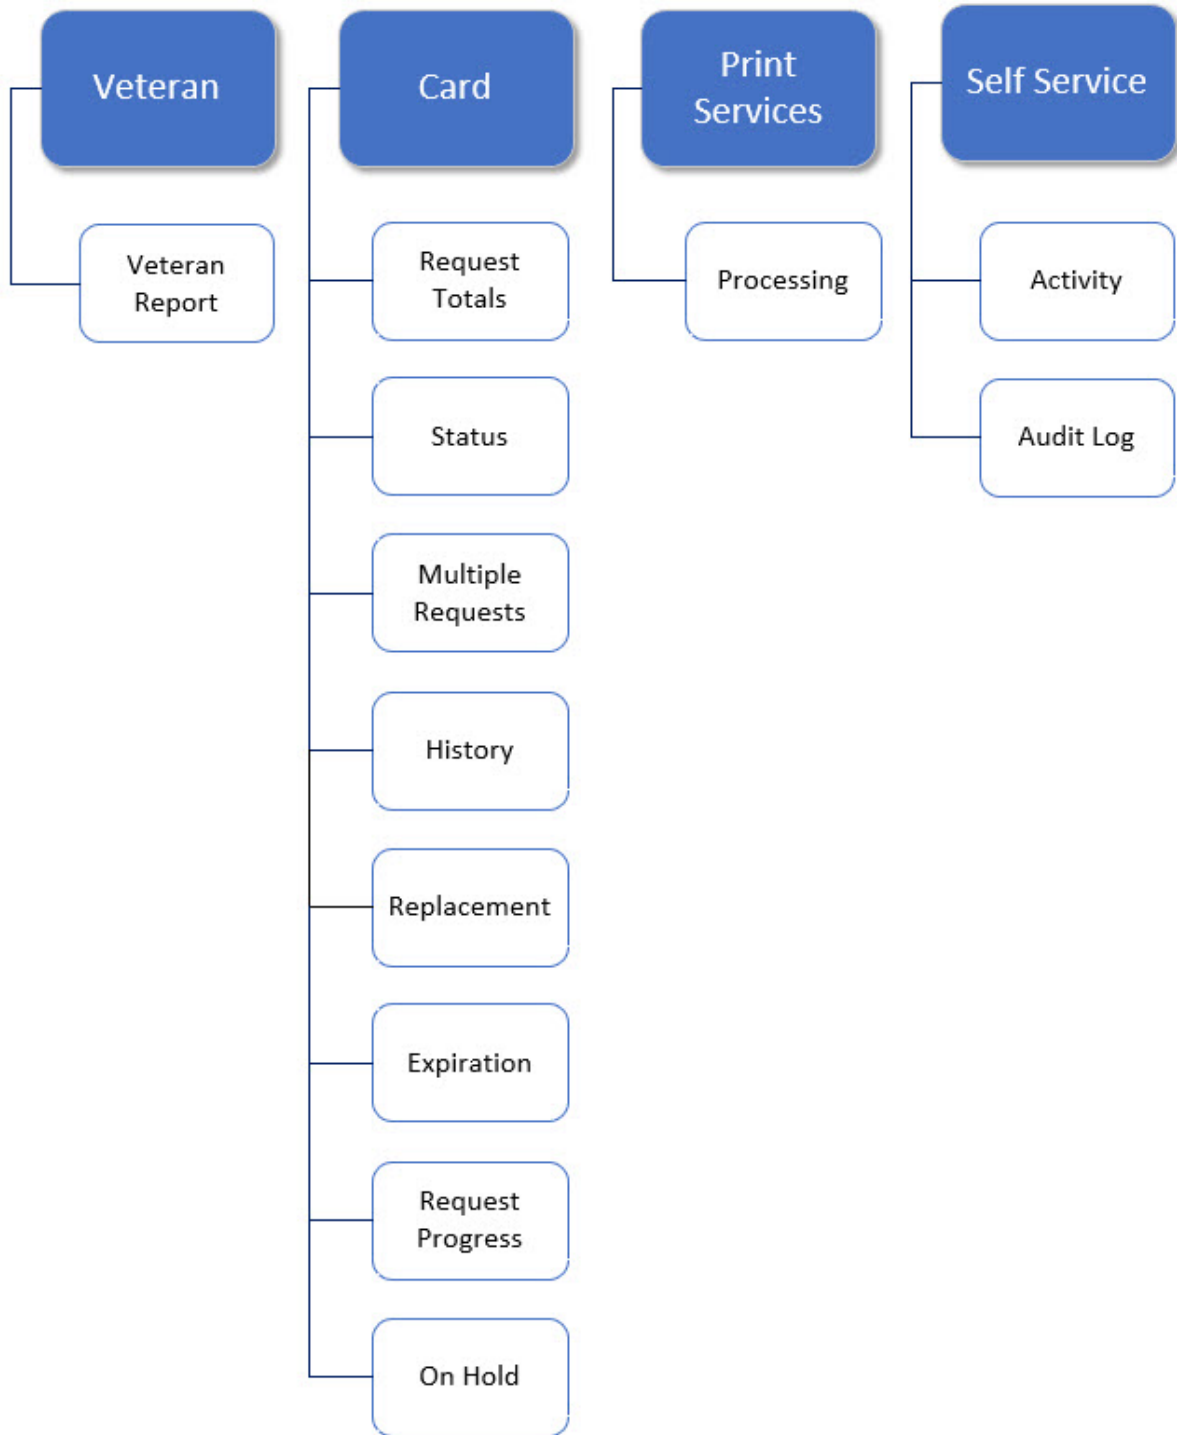 Veteran
Veteran
Report
Card
Request
Totals
Status
Multiple
Requests
History
Replacement
Expiration
Request
Progress
On Hold
Print
Services
Processing
Self Service
Activity
Audit Log